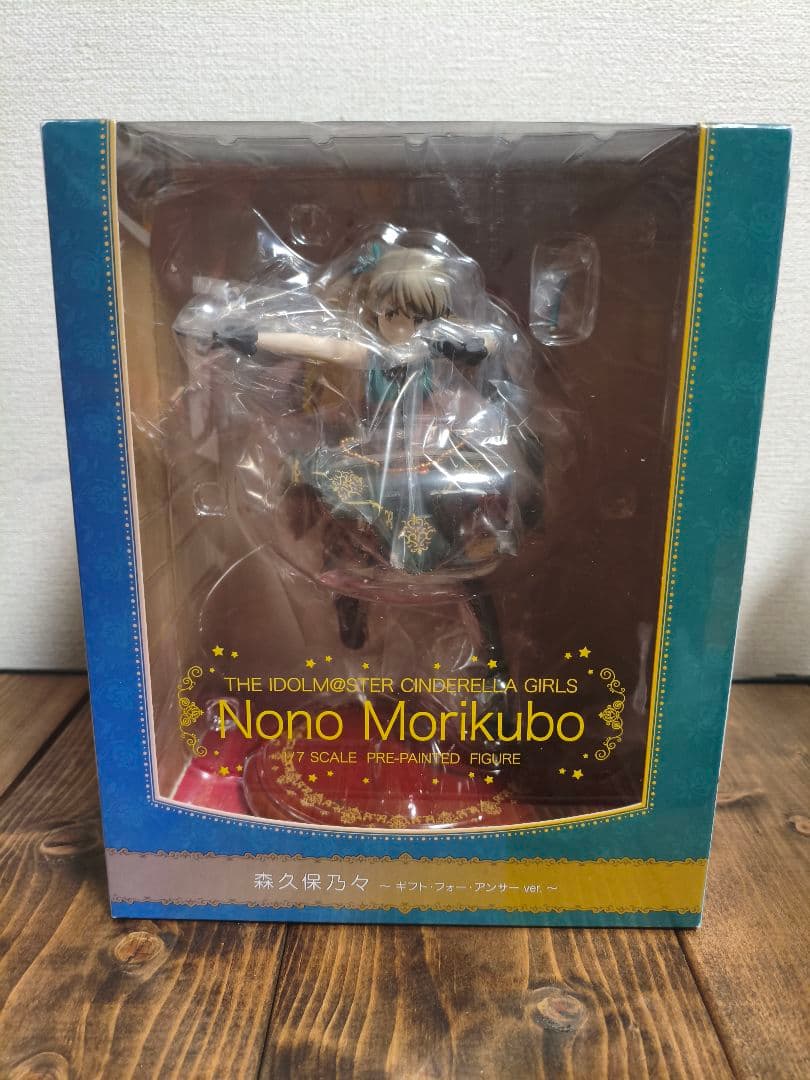 THE IDOLM@STER CINDERELLA GIRLS
Nono Morikubo
1/7 SCALE PRE-PAINTED FIGURE
森久保乃々 ～ ギフト・フォー・アンサー ver. ～